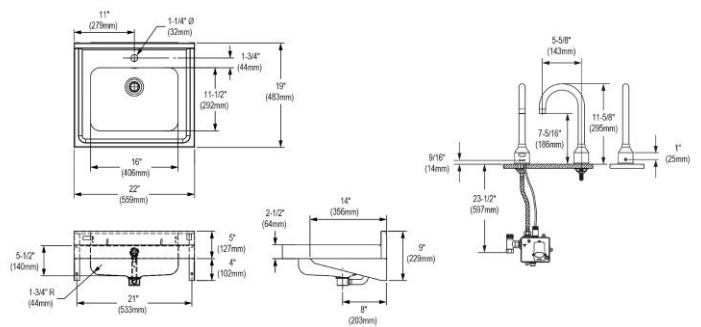 11"
(279mm)
1-1/4" Ø
(32mm)
1-3/4"
(44mm)
11-1/2"
(292mm)
19"
(483mm)
16"
(406mm)
22"
(559mm)
5-1/2"
(140mm)
1-3/4" R
(44mm)
21"
(533mm)
5"
(127mm)
4"
(102mm)
2-1/2"
(64mm)
14"
(356mm)
9"
(229mm)
8"
(203mm)
5-5/8"
(143mm)
11-5/8"
(295mm)
7-5/16"
(186mm)
9/16"
(14mm)
1"
(25mm)
23-1/2"
(597mm)